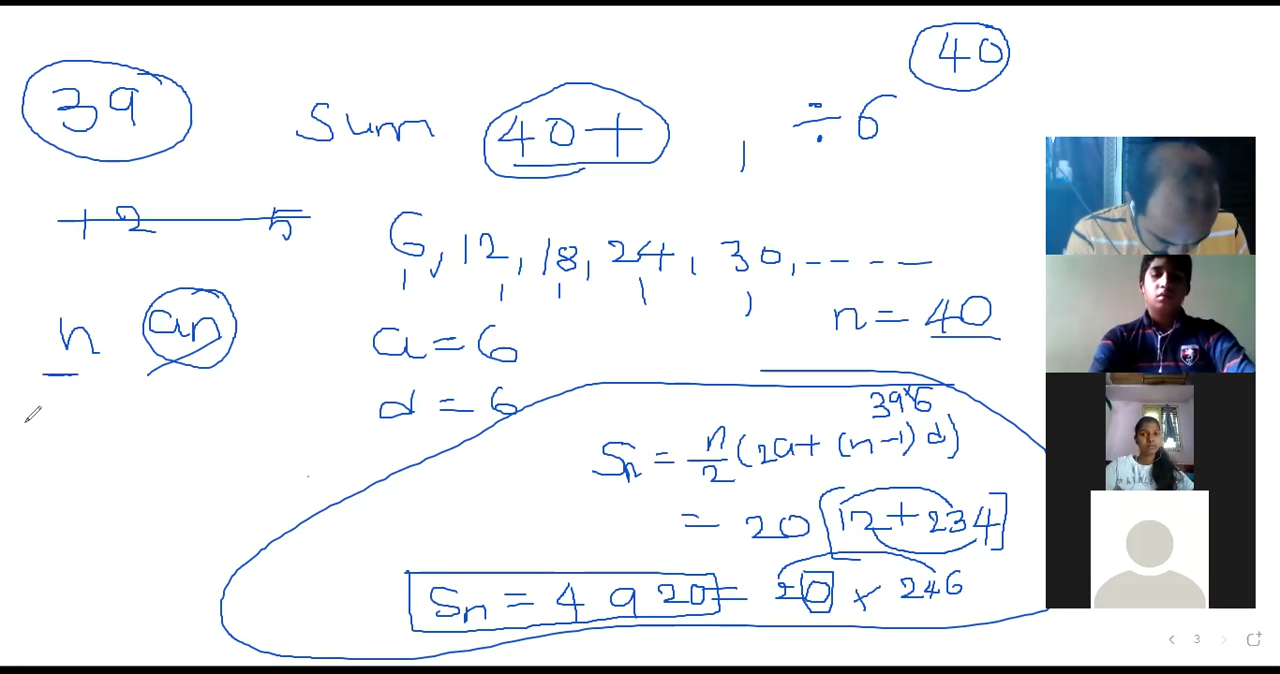 40
39 Sum 40+ , ÷6
+2 5
6, 12, 18, 24, 30, -----
n an
n = 40
a = 6
d = 6
39×6
Sn = n/2 (2a + (n-1) d)
= 20 [12 + 234]
Sn = 4920 = 20 × 246
3